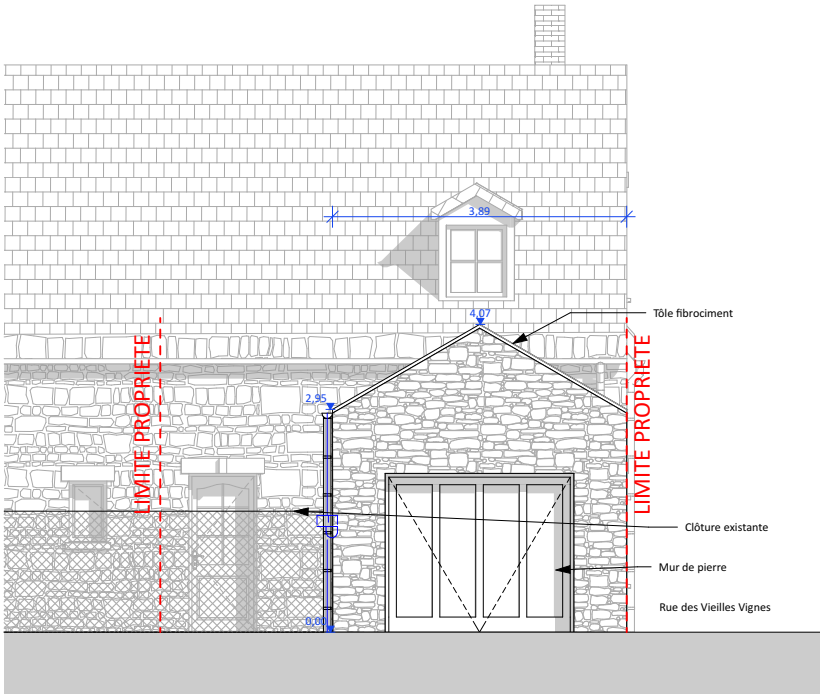 3,89
4,07
Tôle fibrociment
LIMITE PROPRIETE
LIMITE PROPRIETE
2,95
Clôture existante
Mur de pierre
Rue des Vieilles Vignes
0,00